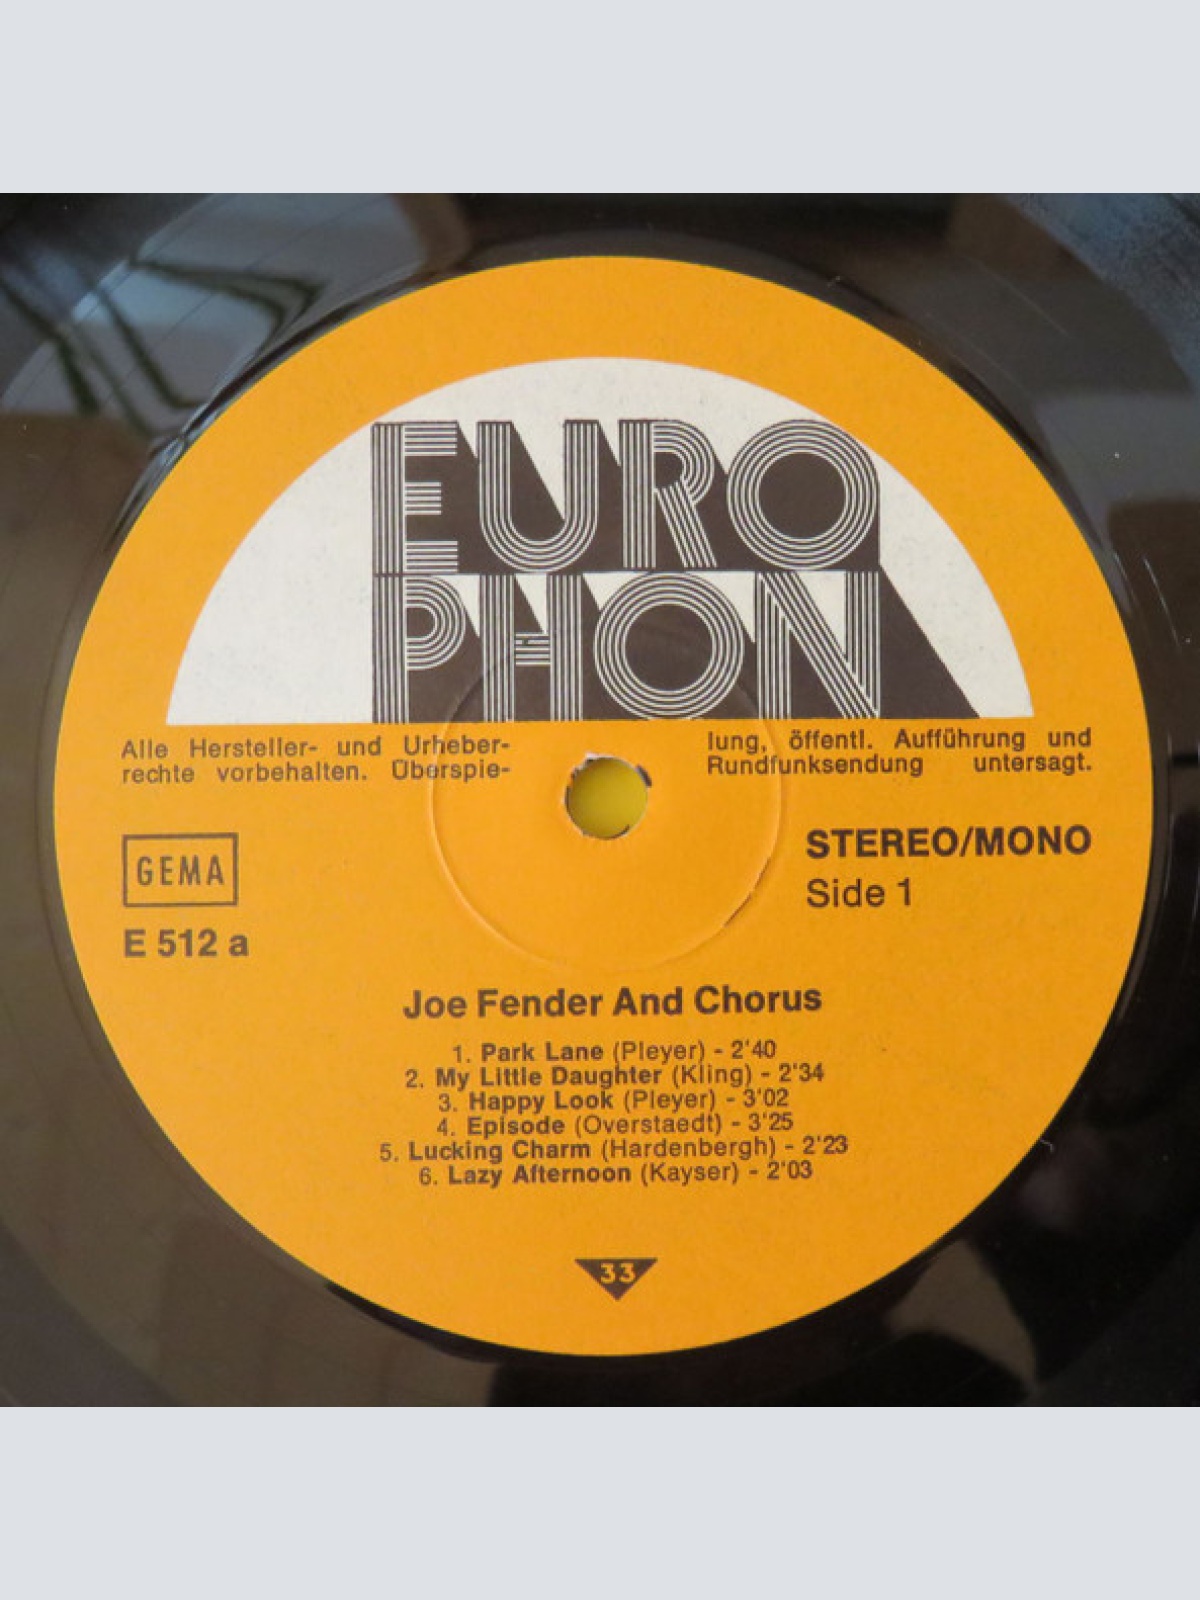 EURO
PHON
Alle Hersteller- und Urheber-
rechte vorbehalten. Überspie-
lung, öffentl. Aufführung und
Rundfunksendung untersagt.
GEMA
E 512 a
STEREO/MONO
Side 1
Joe Fender And Chorus
1. Park Lane (Pleyer) - 2'40
2. My Little Daughter (Kling) - 2'34
3. Happy Look (Pleyer) - 3'02
4. Episode (Overstaedt) - 3'25
5. Lucking Charm (Hardenbergh) - 2'23
6. Lazy Afternoon (Kayser) - 2'03
33